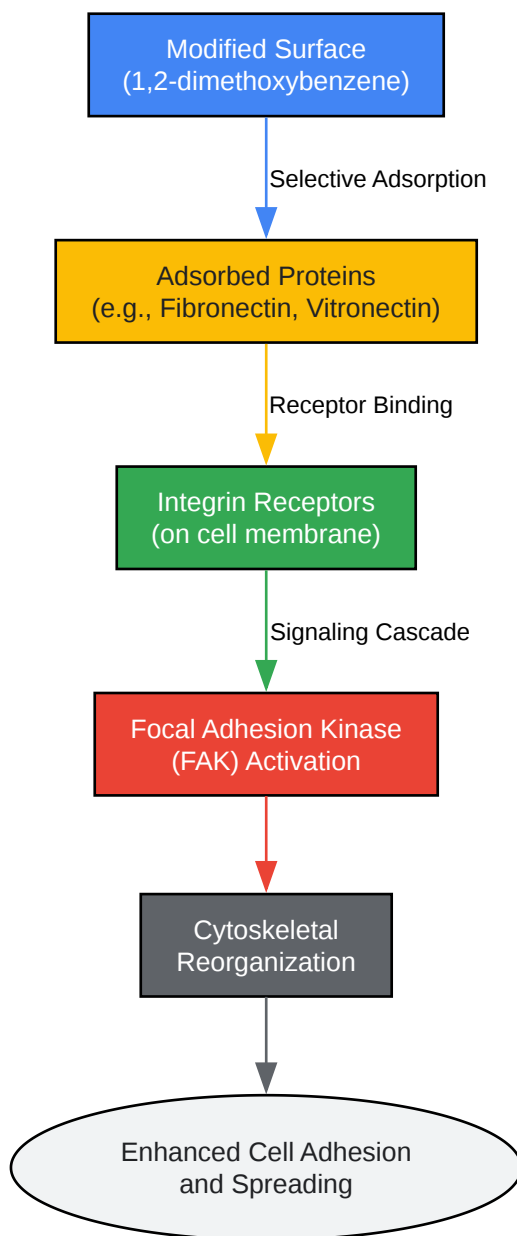 Modified Surface
(1,2-dimethoxybenzene)
Selective Adsorption
Adsorbed Proteins
(e.g., Fibronectin, Vitronectin)
Receptor Binding
Integrin Receptors
(on cell membrane)
Signaling Cascade
Focal Adhesion Kinase
(FAK) Activation
Cytoskeletal
Reorganization
Enhanced Cell Adhesion
and Spreading